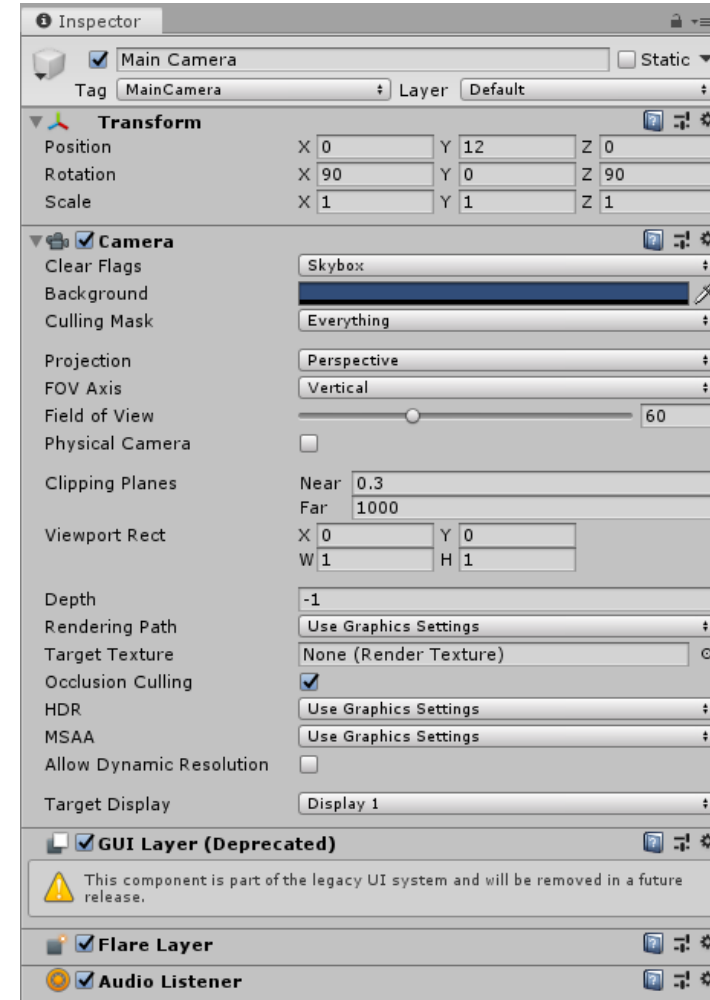 Inspector
Main Camera Static
Tag MainCamera Layer Default
Transform
Position X 0 Y 12 Z 0
Rotation X 90 Y 0 Z 90
Scale X 1 Y 1 Z 1
Camera
Clear Flags Skybox
Background
Culling Mask Everything
Projection Perspective
FOV Axis Vertical
Field of View 60
Physical Camera
Clipping Planes Near 0.3
Far 1000
Viewport Rect X 0 Y 0
W 1 H 1
Depth -1
Rendering Path Use Graphics Settings
Target Texture None (Render Texture)
Occlusion Culling
HDR Use Graphics Settings
MSAA Use Graphics Settings
Allow Dynamic Resolution
Target Display Display 1
GUI Layer (Deprecated)
This component is part of the legacy UI system and will be removed in a future
release.
Flare Layer
Audio Listener